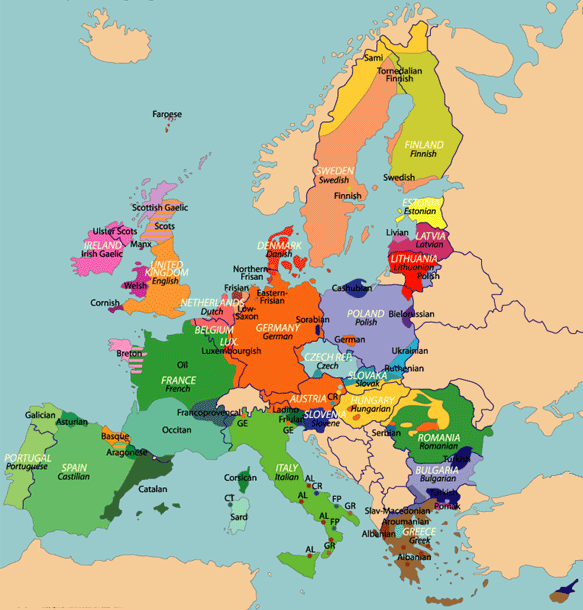 Sami
Tornedalian
Finnish
Faroese
FINLAND
Finnish
SWEDEN
Swedish
Swedish
Finnish
Scottish Gaelic
ESTONIA
Estonian
Scots
Ulster Scots
Livian
LATVIA
Latvian
IRELAND
Irish Gaelic
Manx
DENMARK
Danish
UNITED
KINGDOM
English
LITHUANIA
Lithuanian
Northern-
Frisan
Polish
Welsh
Frisian
Eastern-
Frisian
Cashubian
Cornish
NETHERLANDS
Dutch
Low-
Saxon
POLAND
Polish
Bielorussian
Sorabian
BELGIUM
GERMANY
German
German
LUX.
Luxembourgish
Ukrainian
Breton
CZECH REP.
Czech
Ruthenian
Oil
SLOVAKA
Slovak
FRANCE
French
AUSTRIA
CR
HUNGARY
Hungarian
Francoprovencal
Ladino
Friulan
SLOVENIA
Slovene
Galician
Asturian
GE
GE
Occitan
Serbian
ROMANIA
Romanian
Basque
Aragonese
PORTUGAL
Portuguese
SPAIN
Castilian
Turkish
ITALY
Italian
BULGARIA
Bulgarian
Corsican
Catalan
AL
CR
CT
AL
FP
GR
Pomak
Sard
Slav-Macedonian
AL
FP
Aroumanian
Albanian
GREECE
Greek
AL
GR
Albanian